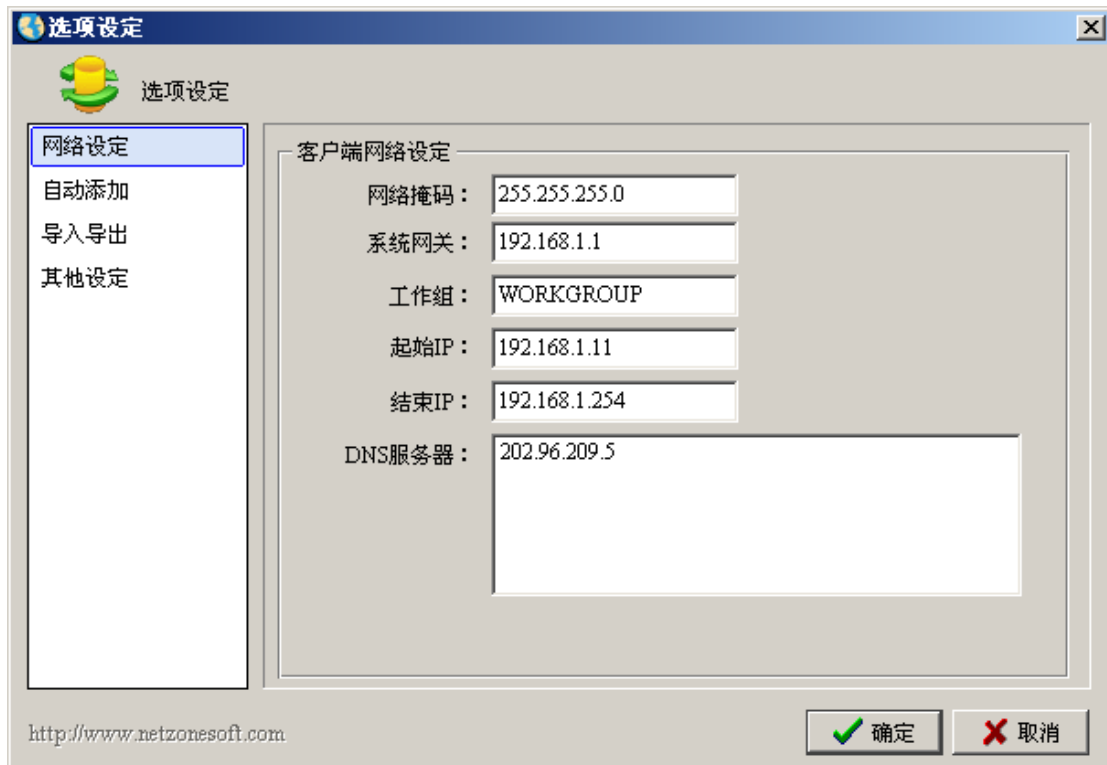 选项设定
选项设定
网络设定
自动添加
导入导出
其他设定
客户端网络设定
网络掩码： 255.255.255.0
系统网关： 192.168.1.1
工作组： WORKGROUP
起始IP： 192.168.1.11
结束IP： 192.168.1.254
DNS服务器： 202.96.209.5
http://www.netzonesoft.com
确定 取消